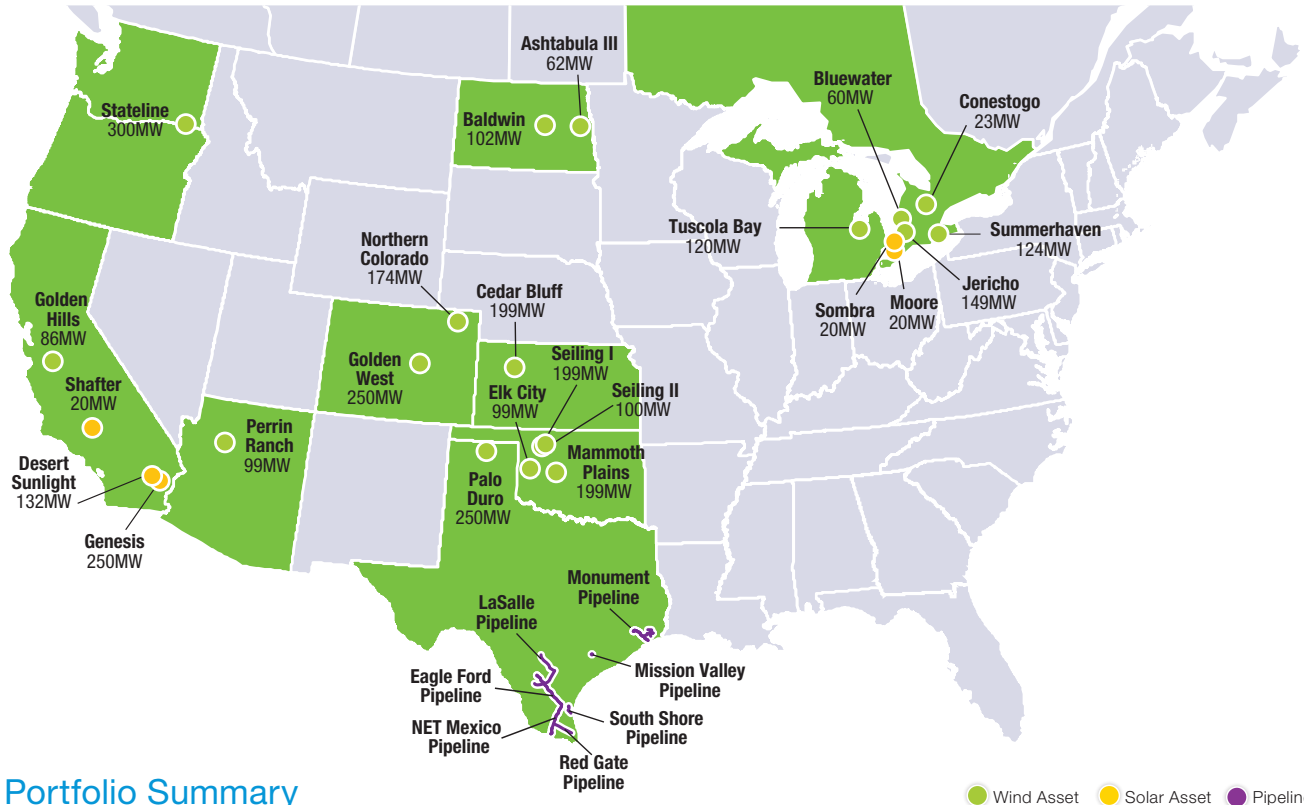 Ashtabula III
62MW
Bluewater
60MW
Conestogo
23MW
Stateline
300MW
Baldwin
102MW
Tuscola Bay
120MW
Summerhaven
124MW
Northern
Colorado
174MW
Jericho
149MW
Moore
20MW
Sombra
20MW
Cedar Bluff
199MW
Golden
Hills
86MW
Golden
West
250MW
Seiling I
199MW
Seiling II
100MW
Elk City
99MW
Shafter
20MW
Perrin
Ranch
99MW
Mammoth
Plains
199MW
Desert
Sunlight
132MW
Palo
Duro
250MW
Genesis
250MW
Monument
Pipeline
LaSalle
Pipeline
Mission Valley
Pipeline
Eagle Ford
Pipeline
South Shore
Pipeline
NET Mexico
Pipeline
Red Gate
Pipeline
Portfolio Summary
Wind Asset
Solar Asset
Pipelin